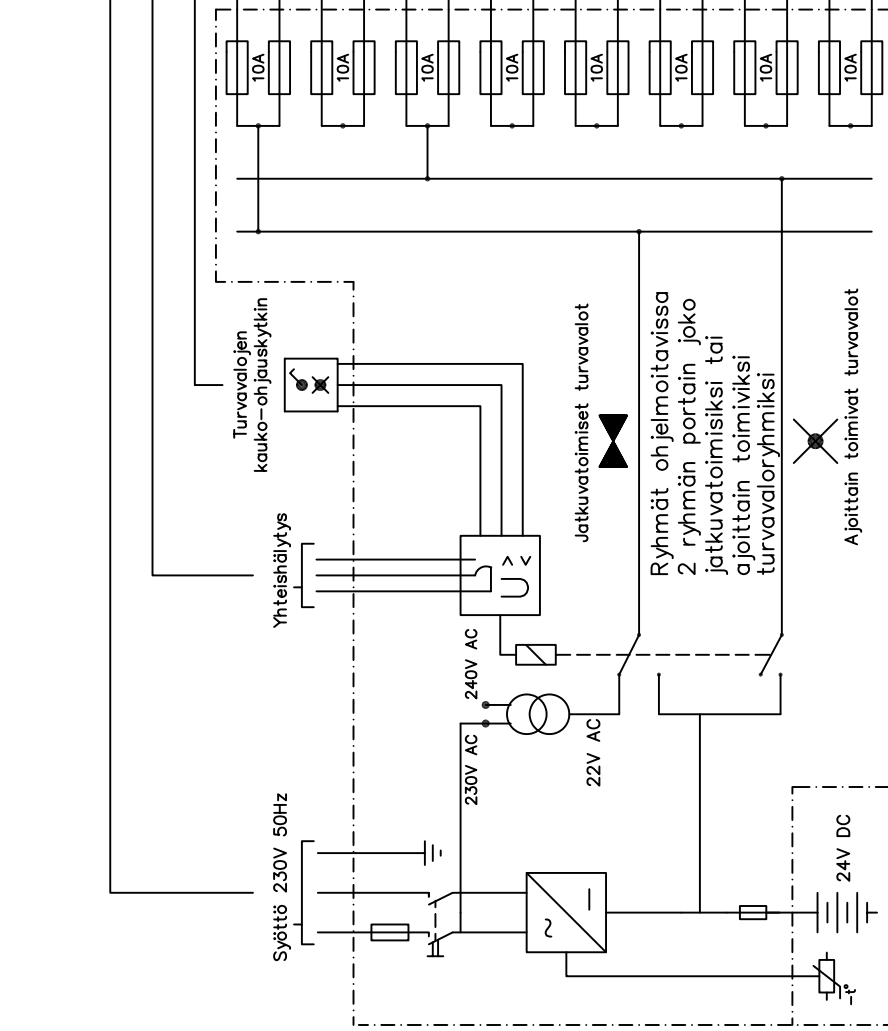 10A
10A
10A
10A
10A
10A
10A
10A
Turvavalojen
kauko-ohjauskytkin
Yhteishälytys
Syöttö 230V 50Hz
Jatkuvatoimiset turvavalot
Ryhmät ohjelmoitavissa
2 ryhmän portain joko
jatkuvatoimisiksi tai
ajoittain toimiviksi
turvavaloryhmiksi
Ajoittain toimivat turvavalot
U
> <
240V AC
230V AC
22V AC
24V DC
~
–
-t°